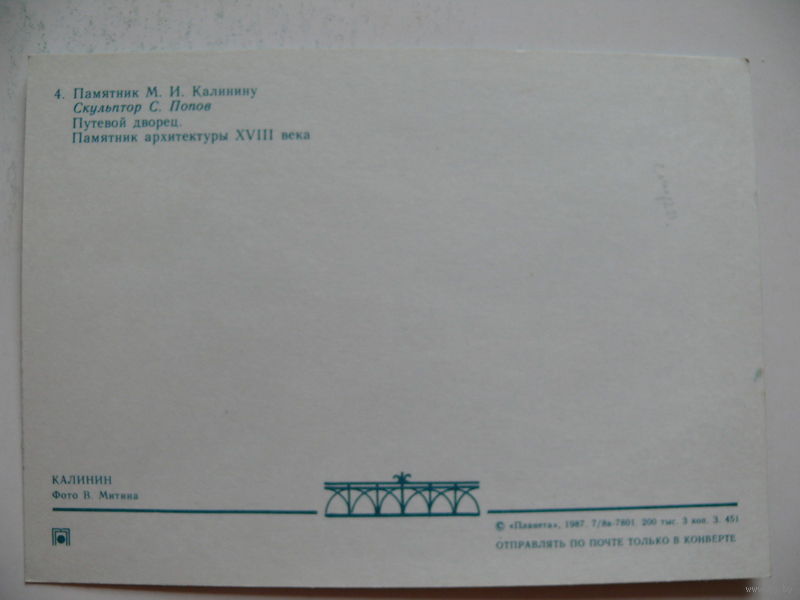 4. Памятник М. И. Калинину
Скульптор С. Попов
Путевой дворец.
Памятник архитектуры XVIII века
КАЛИНИН
Фото В. Митина
© «Планета», 1987. 7/8а-7801. 200 тыс. 3 коп. З. 451
ОТПРАВЛЯТЬ ПО ПОЧТЕ ТОЛЬКО В КОНВЕРТЕ